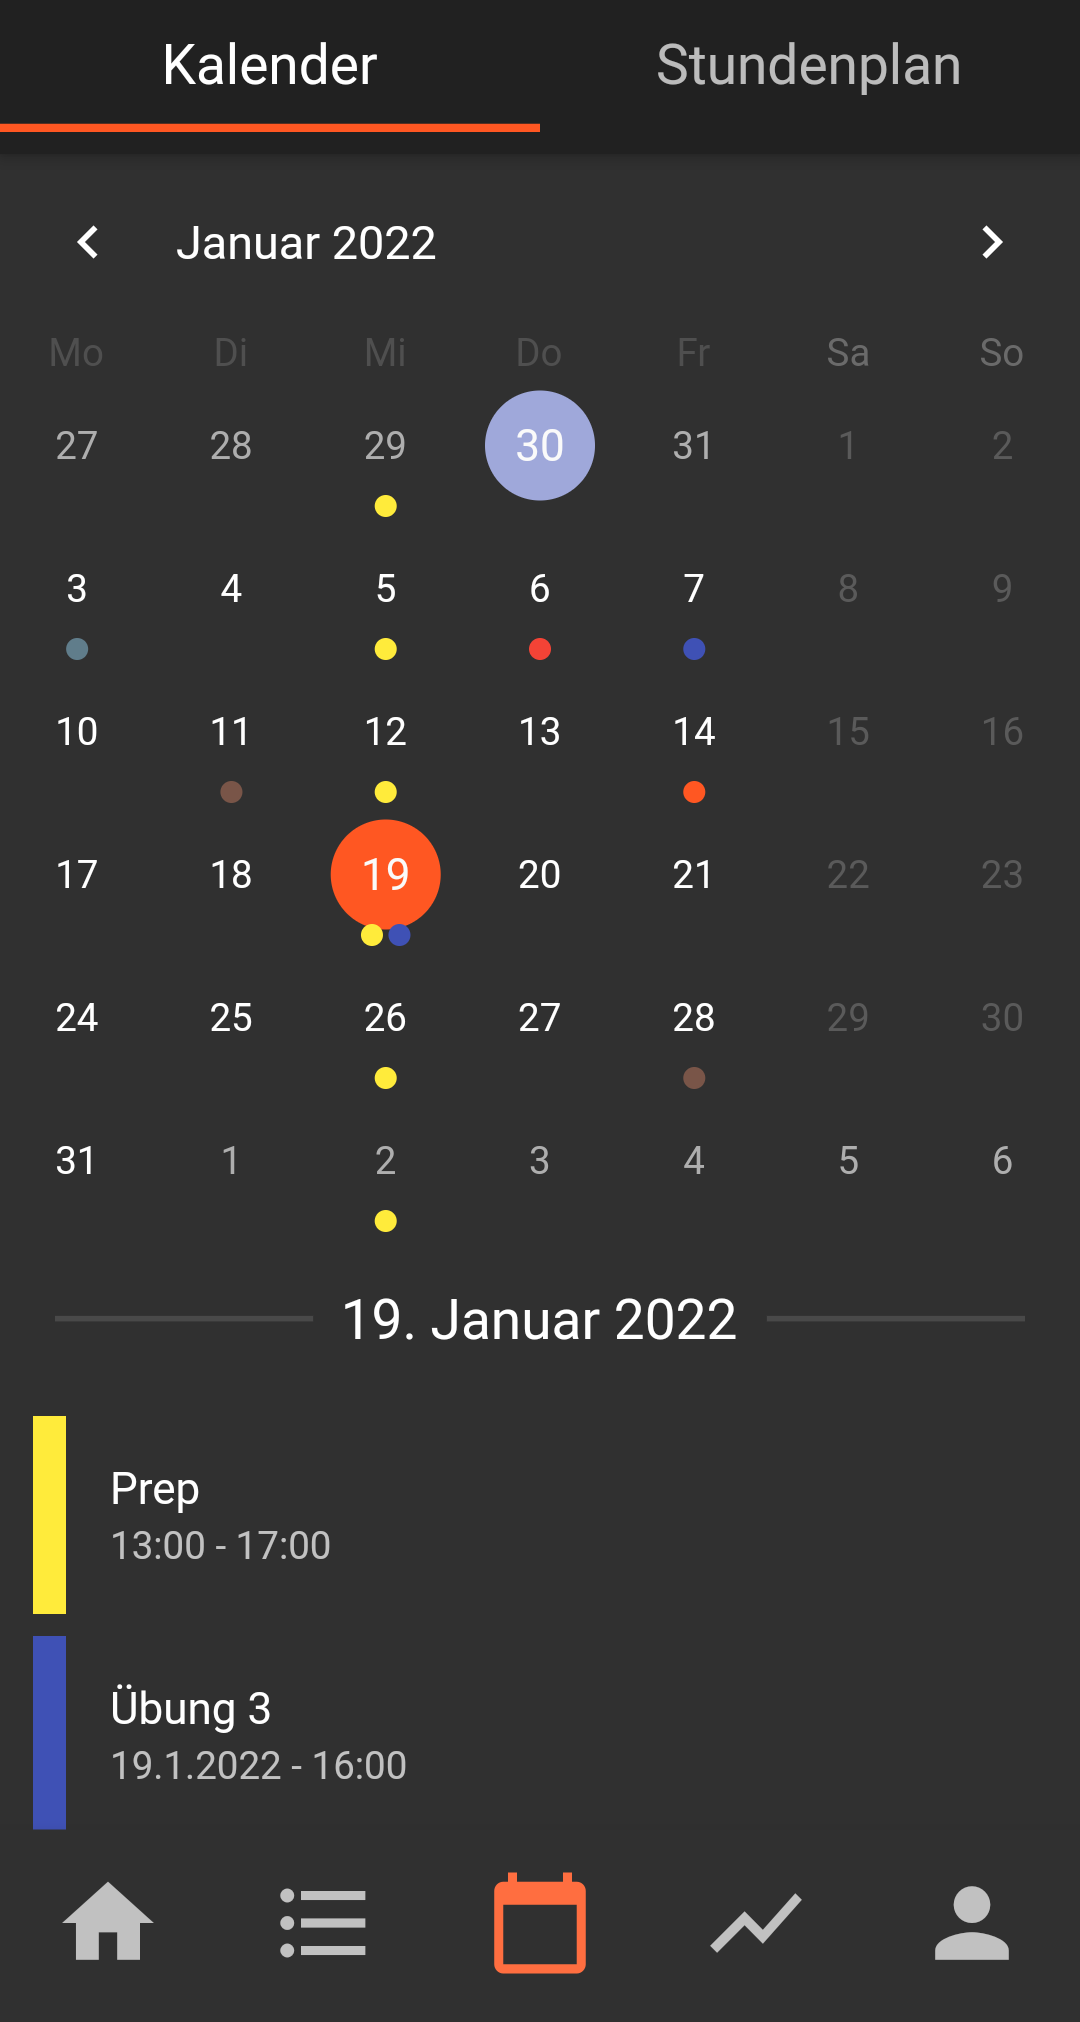 Kalender Stundenplan
Januar 2022
Mo Di Mi Do Fr Sa So
27 28 29 30 31 1 2
3 4 5 6 7 8 9
10 11 12 13 14 15 16
17 18 19 20 21 22 23
24 25 26 27 28 29 30
31 1 2 3 4 5 6
19. Januar 2022
Prep
13:00 - 17:00
Übung 3
19.1.2022 - 16:00